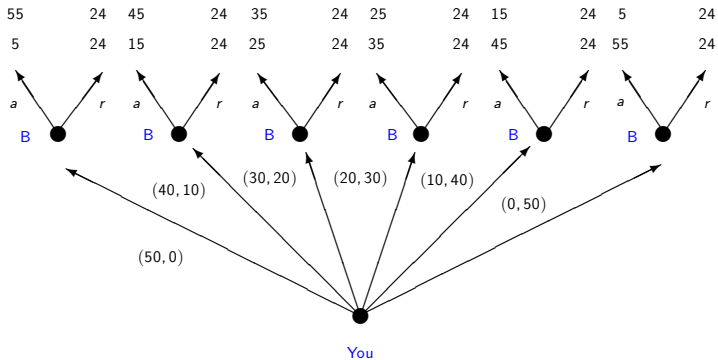 55 24 45 24 35 24 25 24 15 24 5 24
5 24 15 24 25 24 35 24 45 24 55 24
a r a r a r a r a r a r
B B B B B B
(40, 10) (30, 20) (20, 30) (10, 40) (0, 50)
(50, 0)
You